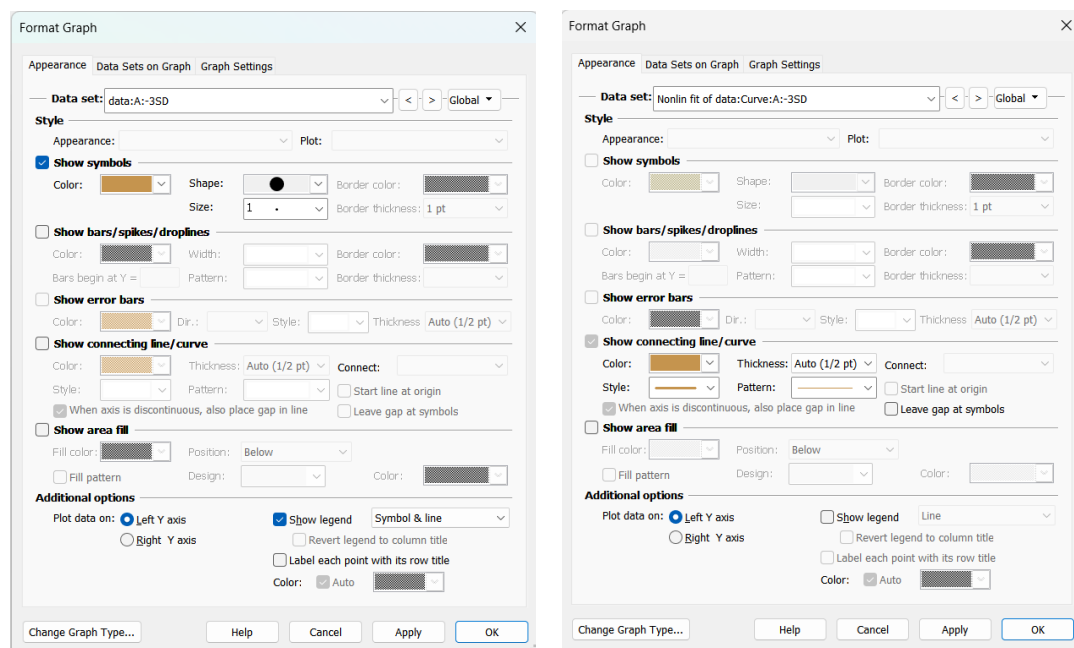 Format Graph
Appearance Data Sets on Graph Graph Settings
Data set: data:A:-3SD < > Global
Style
Appearance: Plot:
Show symbols
Color: Shape: Border color:
Size: 1 Border thickness: 1 pt
Show bars/spikes/droplines
Color: Width: Border color:
Bars begin at Y = Pattern: Border thickness:
Show error bars
Color: Dir.: Style: Thickness Auto (1/2 pt)
Show connecting line/curve
Color: Thickness: Auto (1/2 pt) Connect:
Style: Pattern: Start line at origin
When axis is discontinuous, also place gap in line Leave gap at symbols
Show area fill
Fill color: Position: Below
Fill pattern Design: Color:
Additional options
Plot data on: Left Y axis Show legend Symbol & line
Right Y axis Revert legend to column title
Label each point with its row title
Color: Auto
Change Graph Type... Help Cancel Apply OK
Format Graph
Appearance Data Sets on Graph Graph Settings
Data set: Nonlin fit of data:Curve:A:-3SD < > Global
Style
Appearance: Plot:
Show symbols
Color: Shape: Border color:
Size: Border thickness: 1 pt
Show bars/spikes/droplines
Color: Width: Border color:
Bars begin at Y = Pattern: Border thickness:
Show error bars
Color: Dir.: Style: Thickness Auto (1/2 pt)
Show connecting line/curve
Color: Thickness: Auto (1/2 pt) Connect:
Style: Pattern: Start line at origin
When axis is discontinuous, also place gap in line Leave gap at symbols
Show area fill
Fill color: Position: Below
Fill pattern Design: Color:
Additional options
Plot data on: Left Y axis Show legend Line
Right Y axis Revert legend to column title
Label each point with its row title
Color: Auto
Change Graph Type... Help Cancel Apply OK